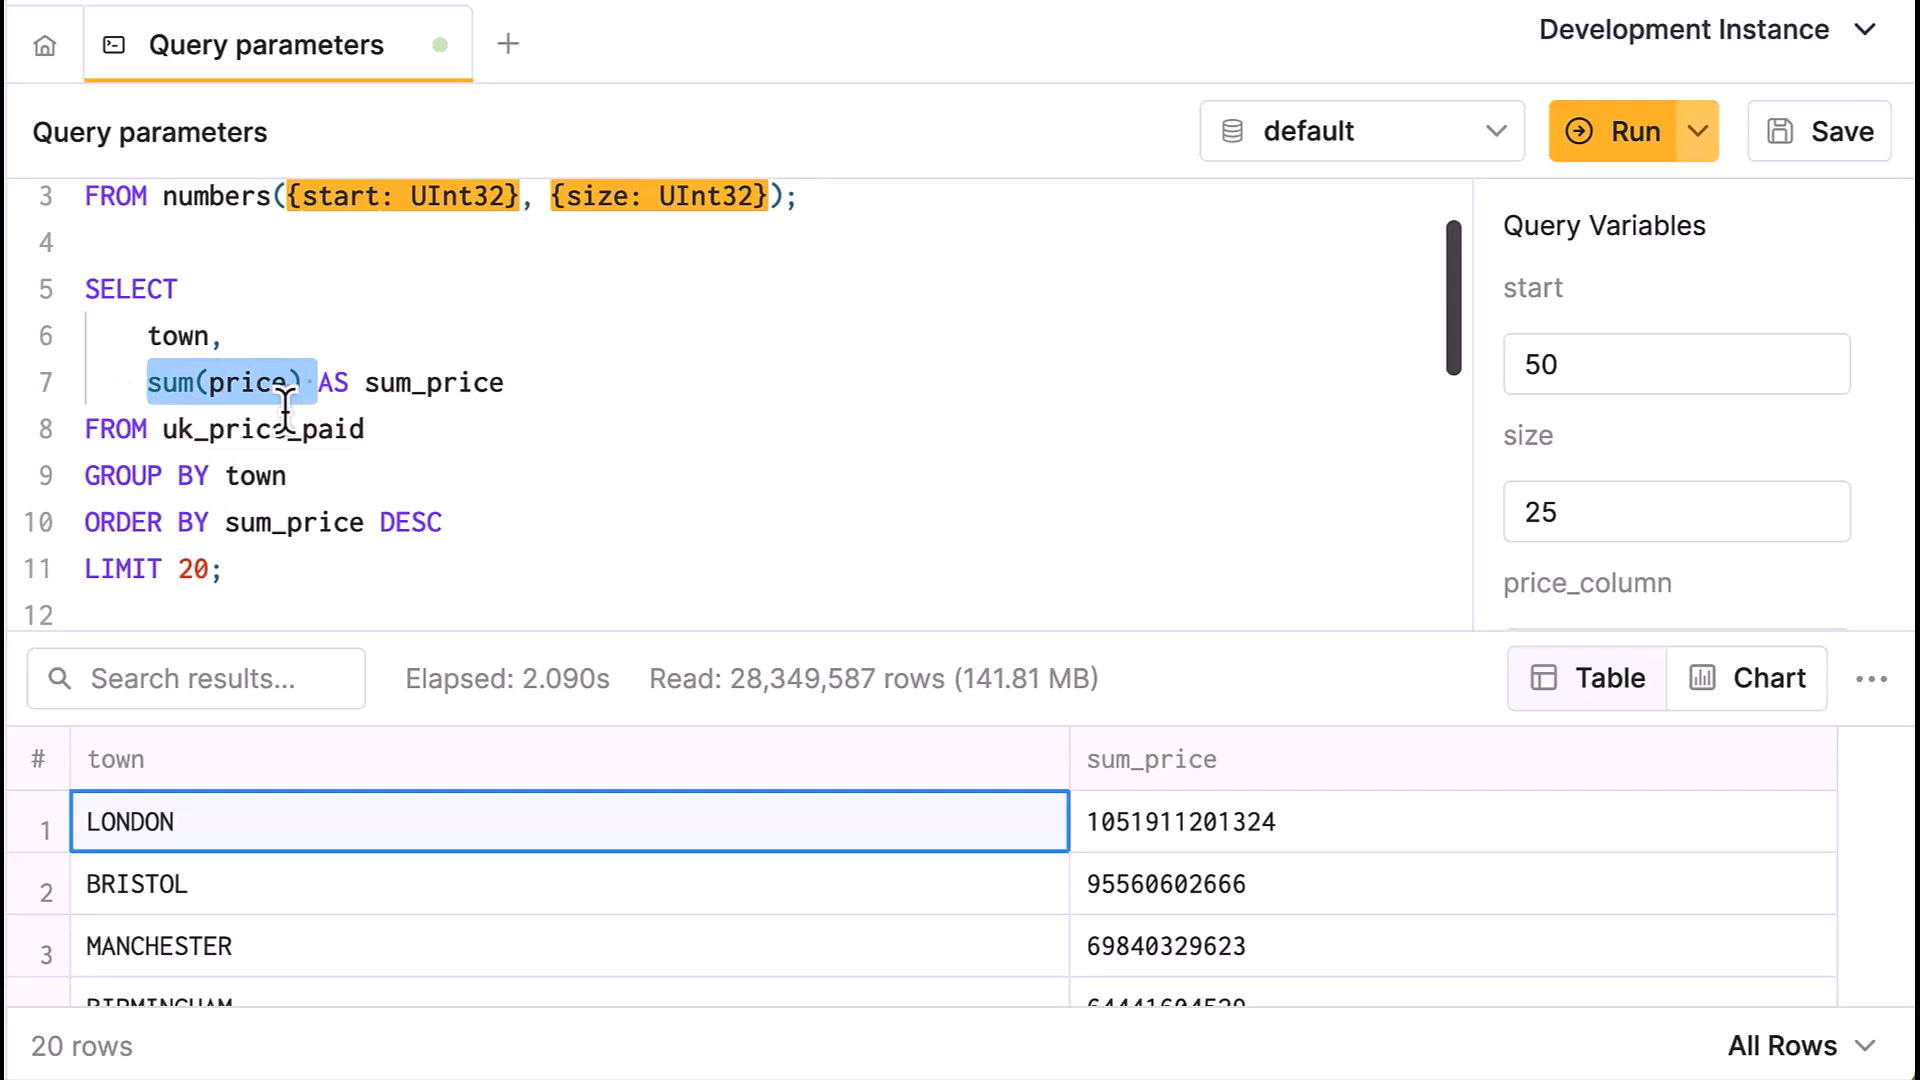 Query parameters
Development Instance
Query parameters
default
Run
Save
3 FROM numbers({start: UInt32}, {size: UInt32});
4
5 SELECT
6 town,
7 sum(price) AS sum_price
8 FROM uk_price_paid
9 GROUP BY town
10 ORDER BY sum_price DESC
11 LIMIT 20;
12
Query Variables
start
50
size
25
price_column
Search results...
Elapsed: 2.090s
Read: 28,349,587 rows (141.81 MB)
Table
Chart
# town sum_price
1 LONDON 1051911201324
2 BRISTOL 95560602666
3 MANCHESTER 69840329623
BIRMINGHAM
20 rows
All Rows